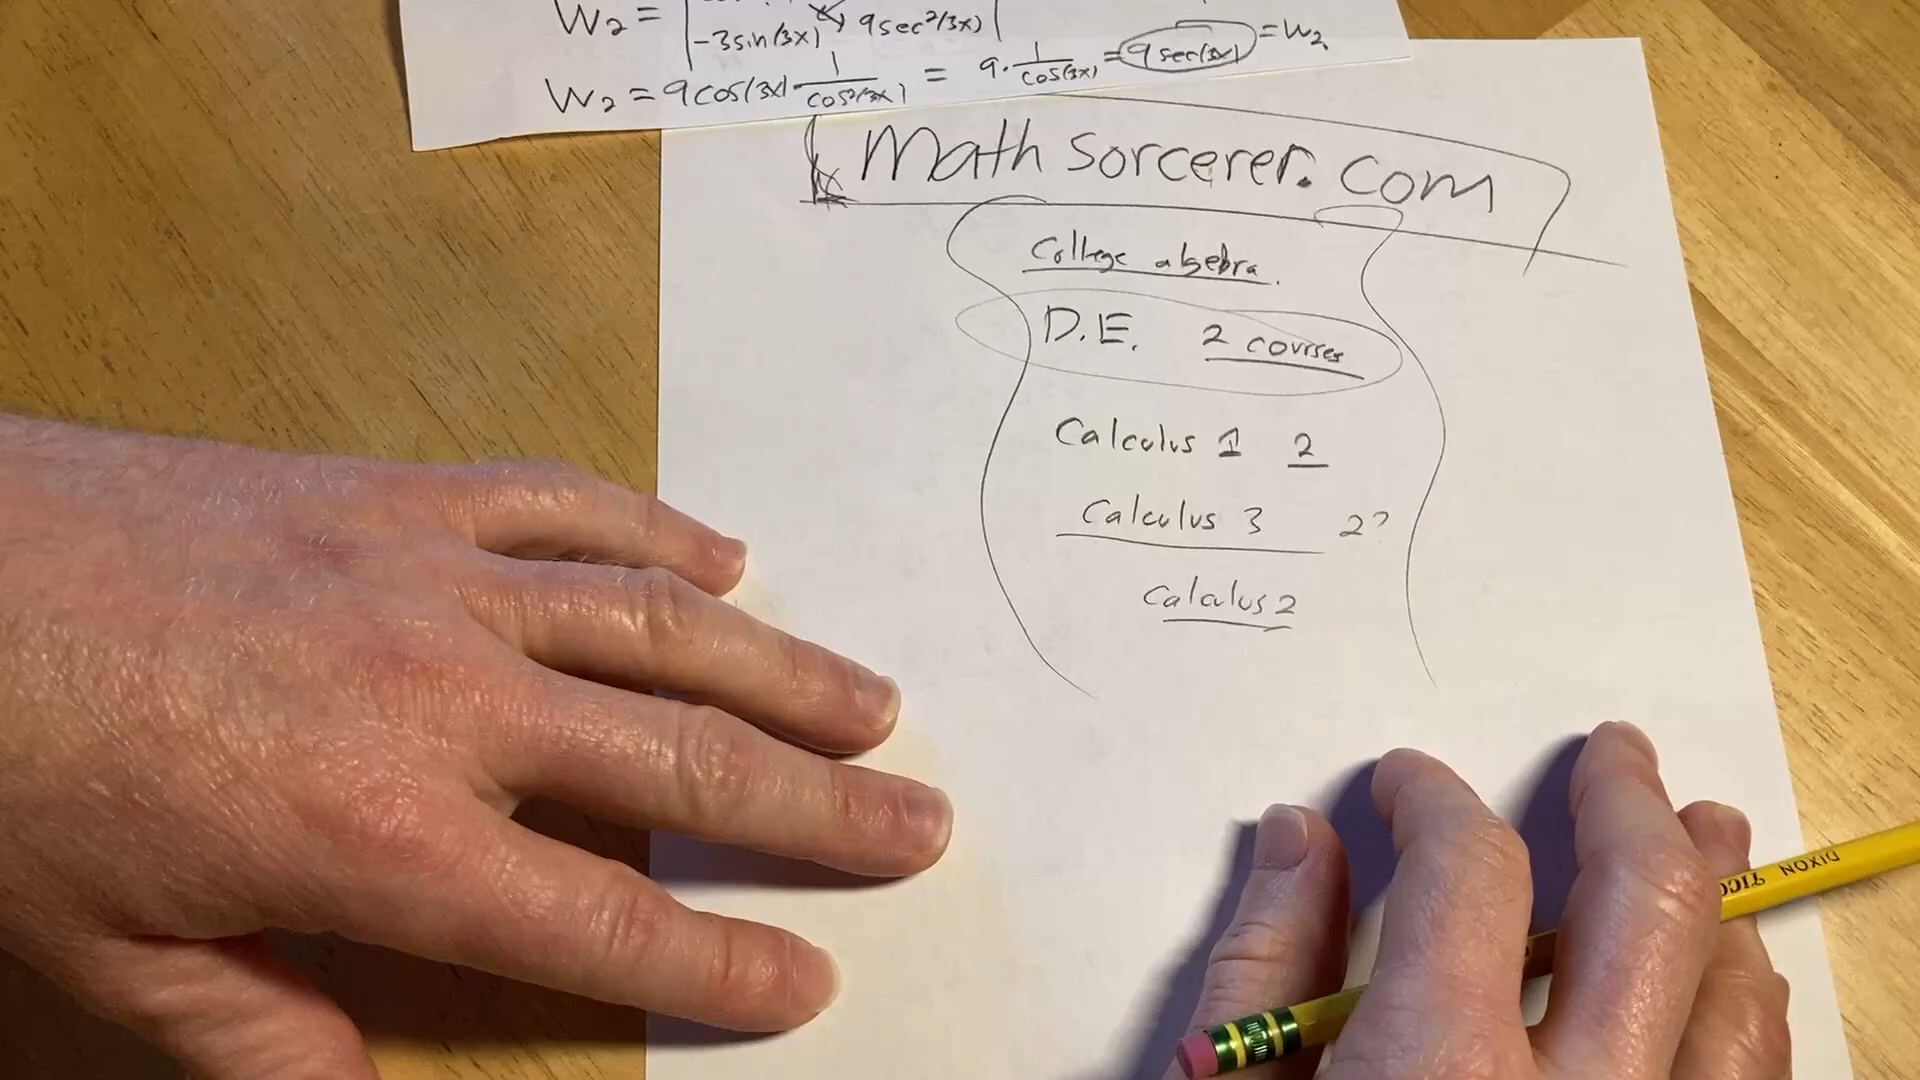 W₂ =
-3sin(3x) 9sec²(3x)
W₂ = 9cos(3x) 1/cos²(3x) = 9·1/cos(3x) = 9sec(3x) = W₂
Math Sorcerer.com
College algebra.
D.E. 2 courses
Calculus 1 2
Calculus 3 2?
Calculus 2
DIXON TICO